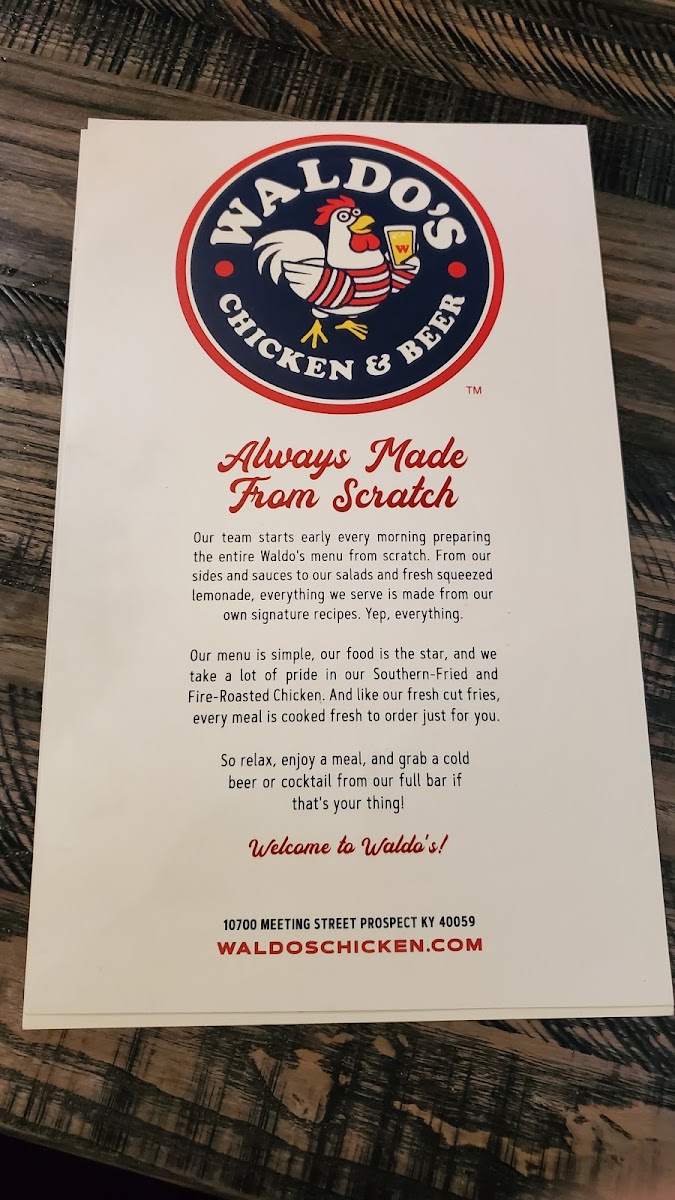 WALDO'S
W
CHICKEN & BEER
TM
Always Made
From Scratch
Our team starts early every morning preparing
the entire Waldo's menu from scratch. From our
sides and sauces to our salads and fresh squeezed
lemonade, everything we serve is made from our
own signature recipes. Yep, everything.
Our menu is simple, our food is the star, and we
take a lot of pride in our Southern-Fried and
Fire-Roasted Chicken. And like our fresh cut fries,
every meal is cooked fresh to order just for you.
So relax, enjoy a meal, and grab a cold
beer or cocktail from our full bar if
that's your thing!
Welcome to Waldo's!
10700 MEETING STREET PROSPECT KY 40059
WALDOSCHICKEN.COM